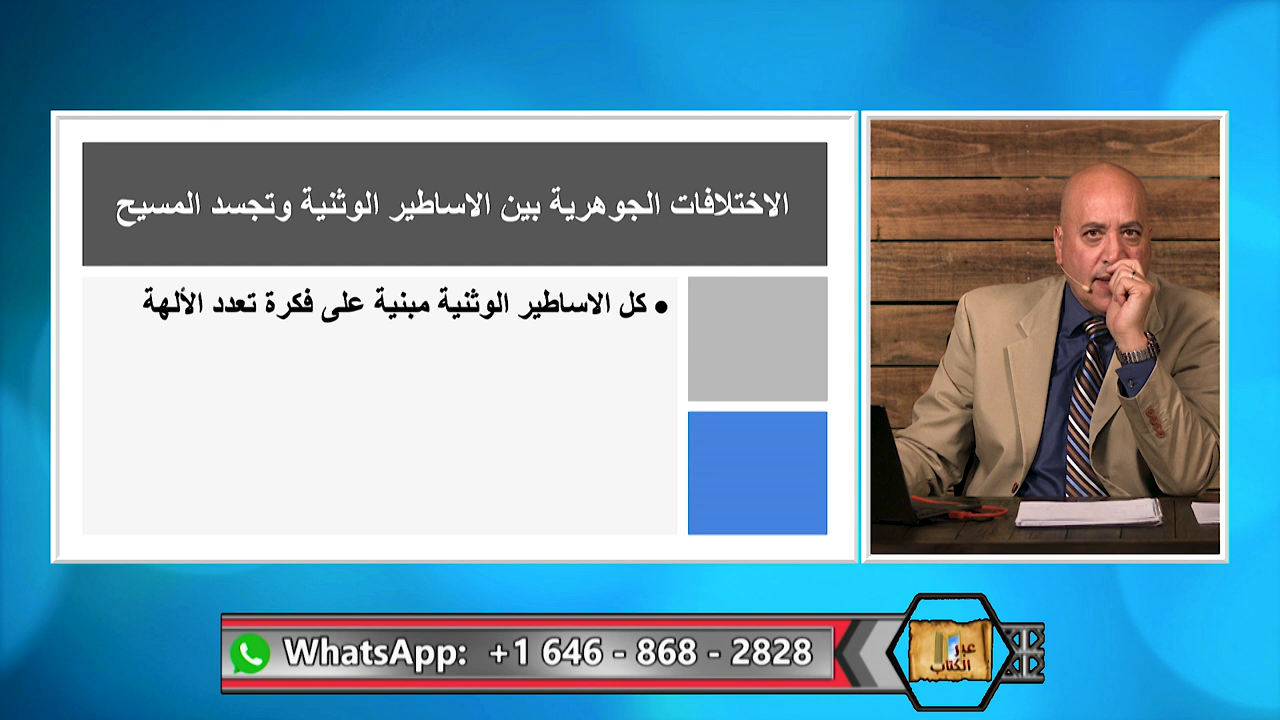 الاختلافات الجوهرية بين الاساطير الوثنية وتجسد المسيح
• كل الاساطير الوثنية مبنية على فكرة تعدد الألهة
WhatsApp: +1 646 - 868 - 2828
عبر
الكتاب